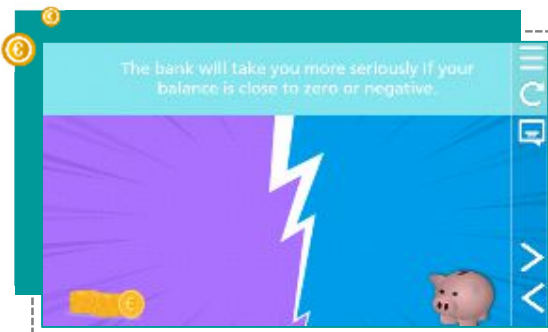 The bank will take you more seriously if your
balance is close to zero or negative.